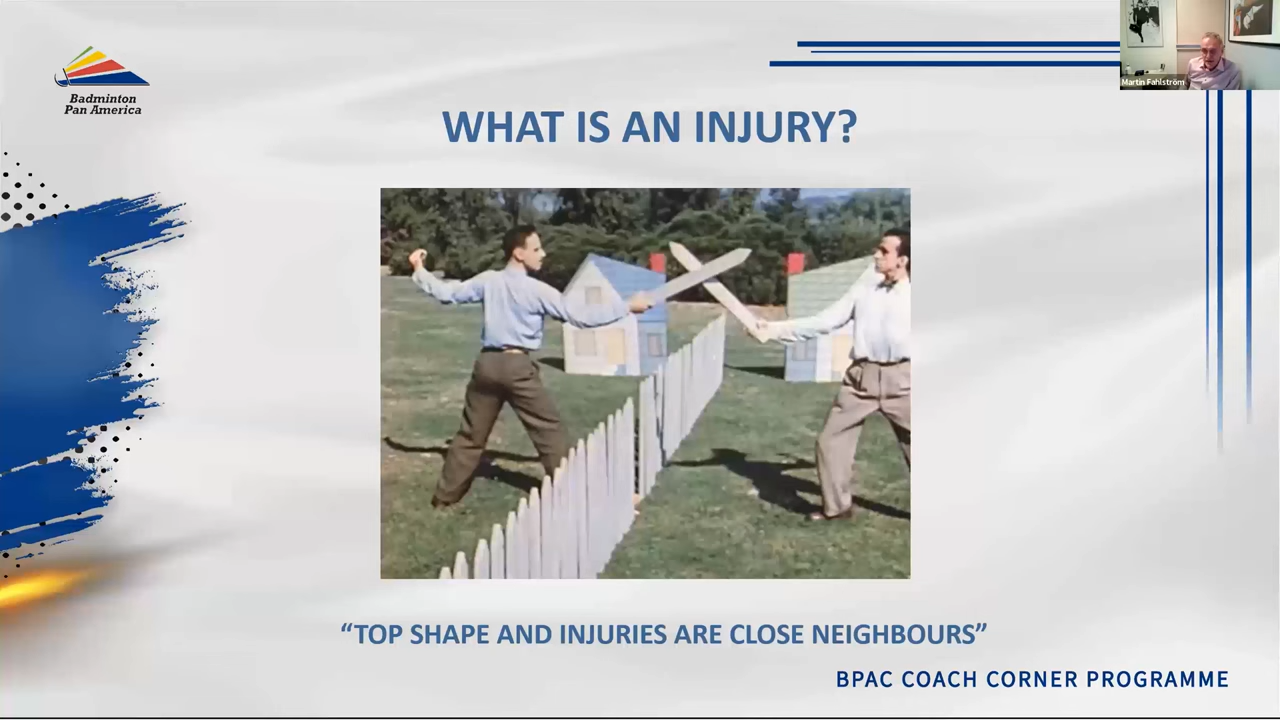 Badminton
Pan America
Martin Fahlström
WHAT IS AN INJURY?
“TOP SHAPE AND INJURIES ARE CLOSE NEIGHBOURS”
BPAC COACH CORNER PROGRAMME